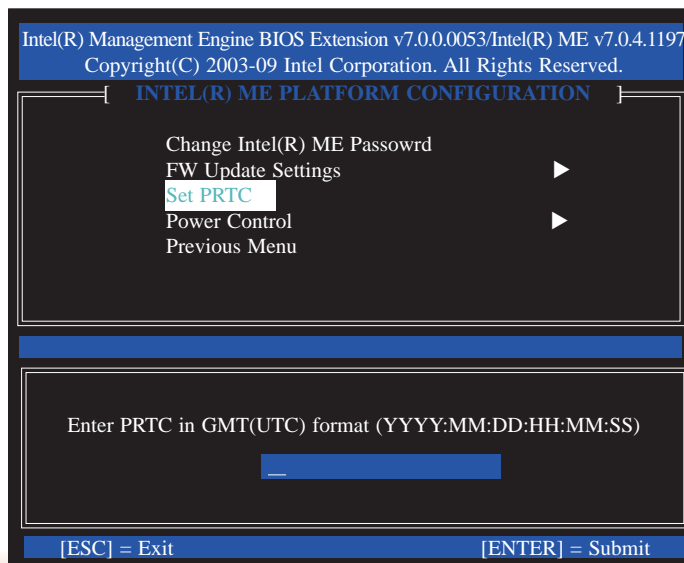 Intel(R) Management Engine BIOS Extension v7.0.0.0053/Intel(R) ME v7.0.4.1197
Copyright(C) 2003-09 Intel Corporation. All Rights Reserved.
[ INTEL(R) ME PLATFORM CONFIGURATION ]
Change Intel(R) ME Passowrd
FW Update Settings
Set PRTC
Power Control
Previous Menu
Enter PRTC in GMT(UTC) format (YYYY:MM:DD:HH:MM:SS)
_
[ESC] = Exit [ENTER] = Submit